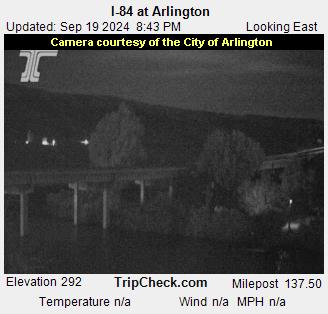 I-84 at Arlington
Updated: Sep 19 2024 8:43 PM Looking East
Camera courtesy of the City of Arlington
Elevation 292 TripCheck.com Milepost 137.50
Temperature n/a Wind n/a MPH n/a